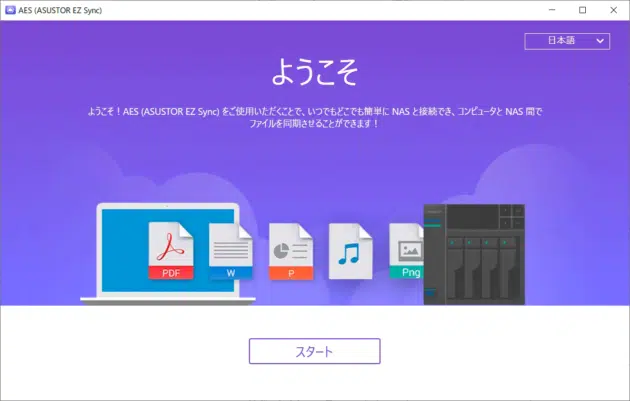 AES (ASUSTOR EZ Sync)
日本語
ようこそ
ようこそ！AES (ASUSTOR EZ Sync) をご使用いただくことで、いつでもどこでも簡単に NAS と接続でき、コンピュータと NAS 間で
ファイルを同期させることができます！
PDF
W
P
Png
スタート